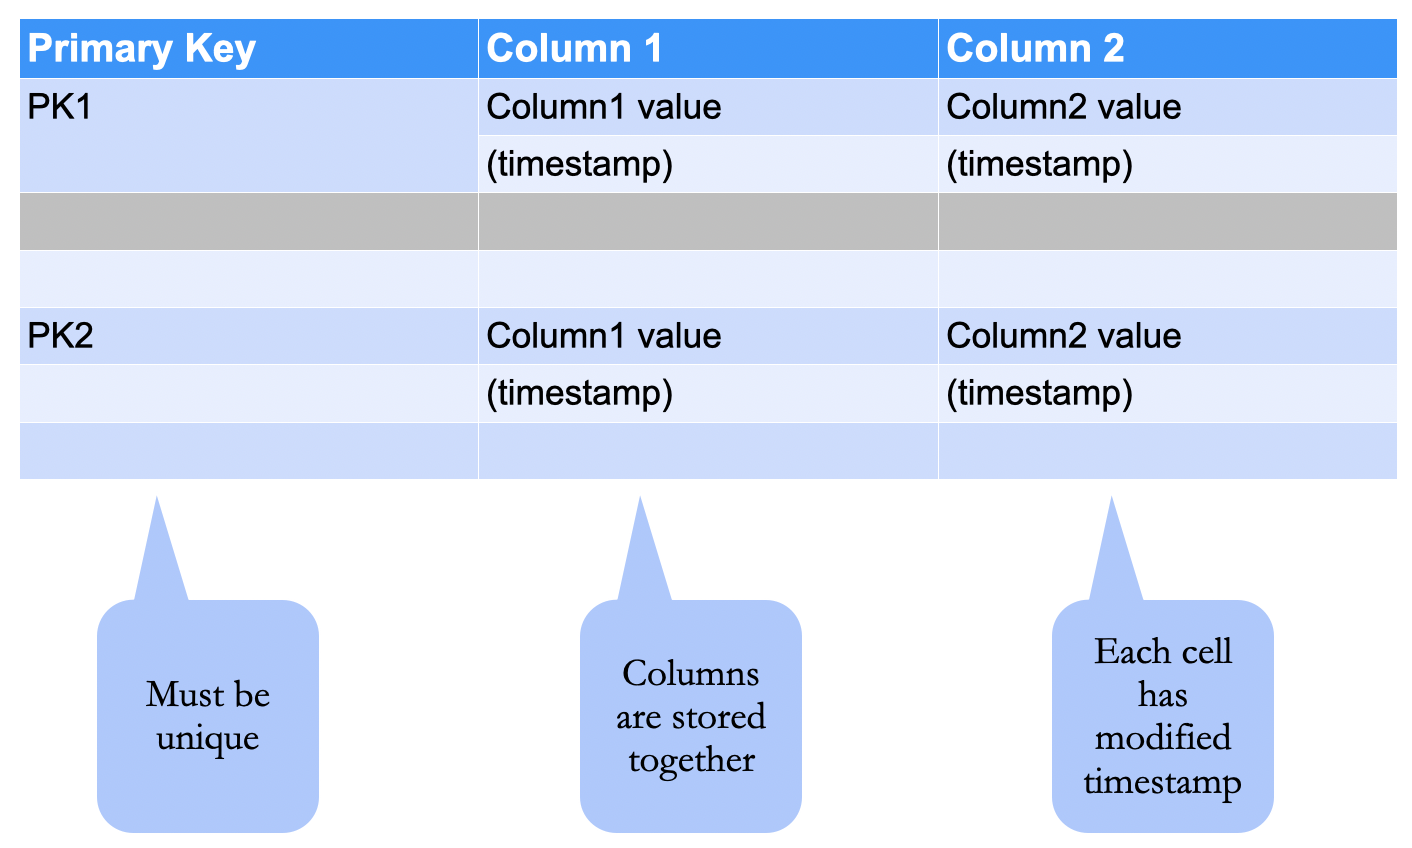 Primary Key Column 1 Column 2
PK1 Column1 value Column2 value
(timestamp) (timestamp)
PK2 Column1 value Column2 value
(timestamp) (timestamp)
Must be
unique
Columns
are stored
together
Each cell
has
modified
timestamp